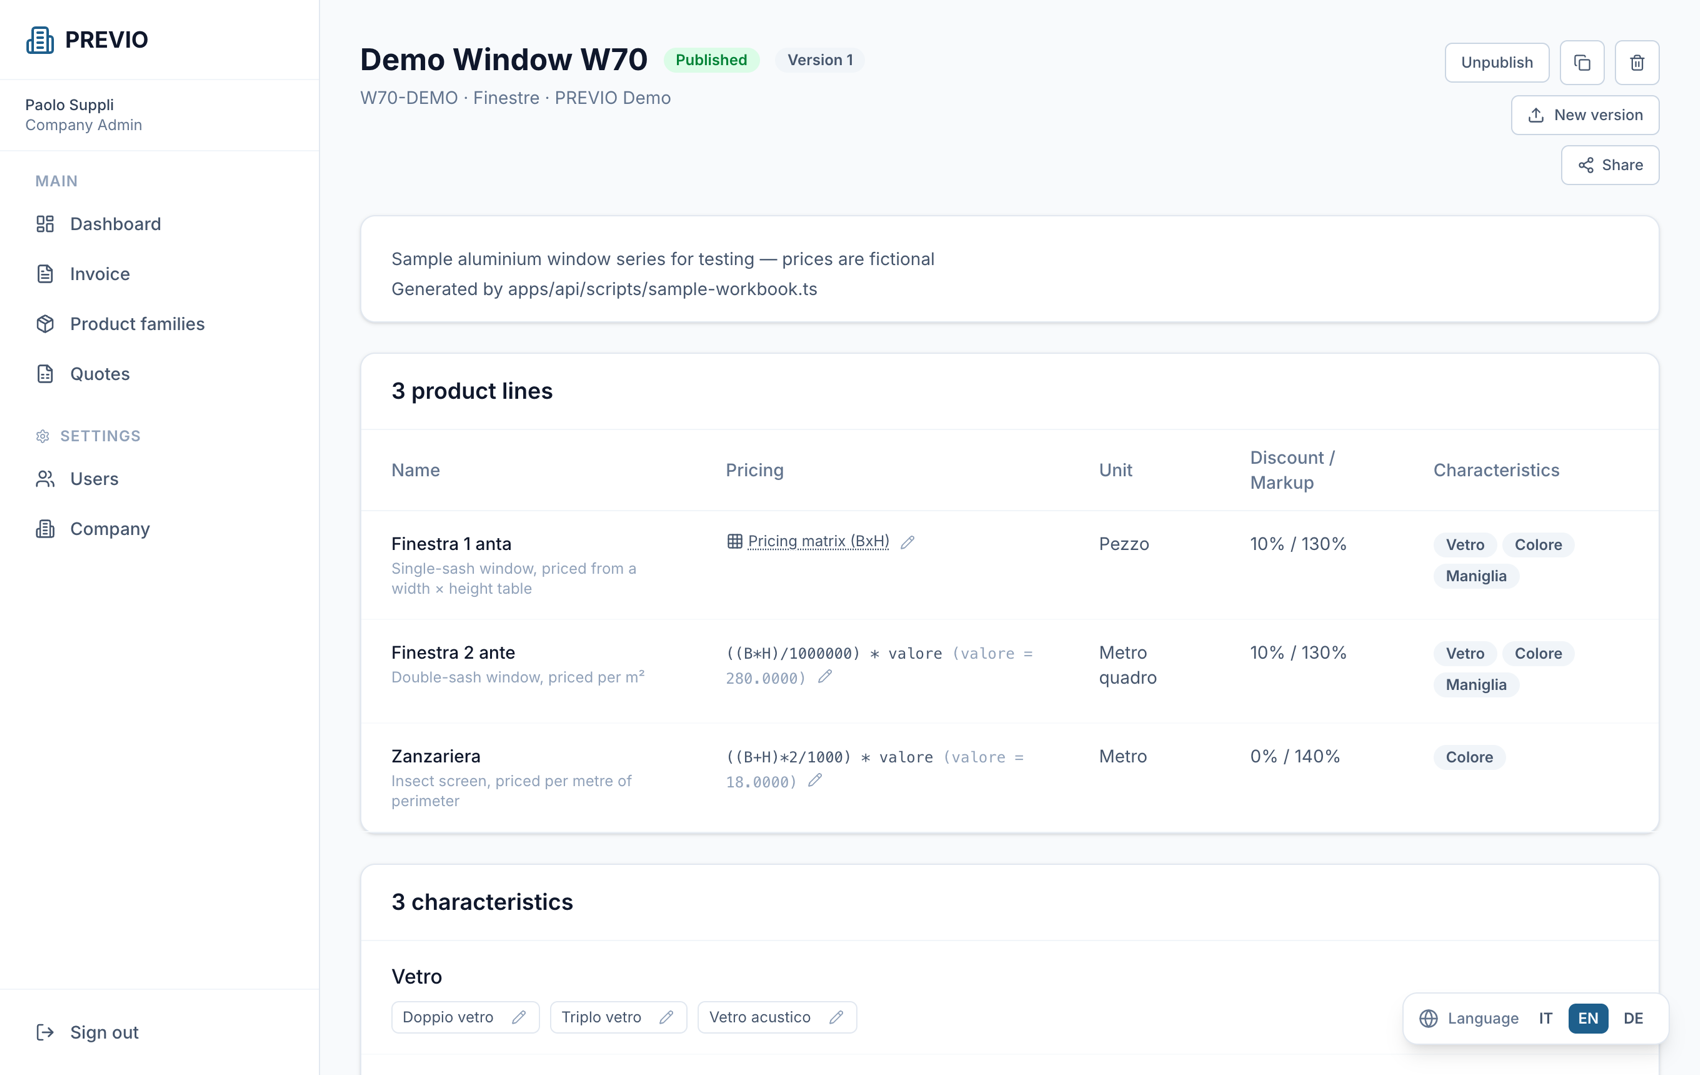 PREVIO
Paolo Suppli
Company Admin
MAIN
Dashboard
Invoice
Product families
Quotes
SETTINGS
Users
Company
Sign out
Demo Window W70 Published Version 1
W70-DEMO · Finestre · PREVIO Demo
Unpublish
New version
Share
Sample aluminium window series for testing — prices are fictional
Generated by apps/api/scripts/sample-workbook.ts
3 product lines
Name Pricing Unit Discount / Markup Characteristics
Finestra 1 anta
Single-sash window, priced from a
width × height table
Pricing matrix (BxH)
Pezzo
10% / 130%
Vetro Colore
Maniglia
Finestra 2 ante
Double-sash window, priced per m²
((B*H)/1000000) * valore (valore =
280.0000)
Metro
quadro
10% / 130%
Vetro Colore
Maniglia
Zanzariera
Insect screen, priced per metre of
perimeter
((B+H)*2/1000) * valore (valore =
18.0000)
Metro
0% / 140%
Colore
3 characteristics
Vetro
Doppio vetro Triplo vetro Vetro acustico
Language IT EN DE